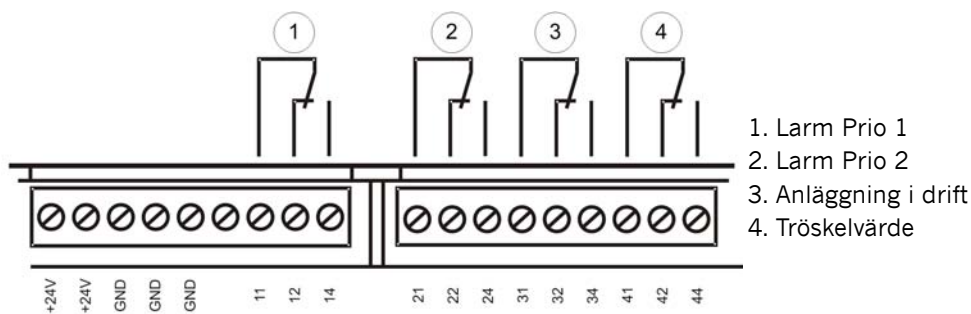 1 2 3 4
1. Larm Prio 1
2. Larm Prio 2
3. Anläggning i drift
4. Tröskelvärde
+24V +24V GND GND GND 11 12 14 21 22 24 31 32 34 41 42 44